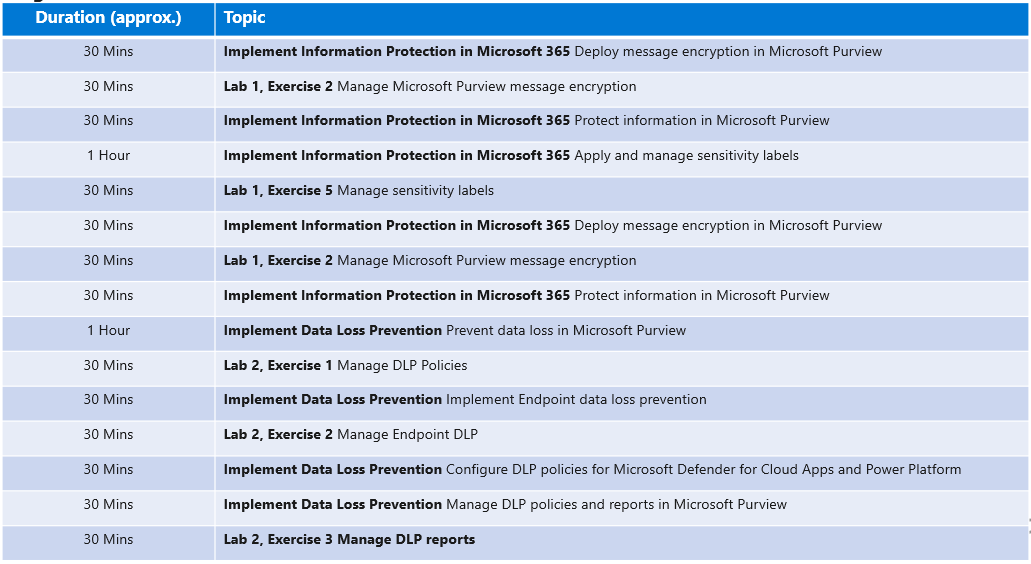 Duration (approx.) Topic
30 Mins Implement Information Protection in Microsoft 365 Deploy message encryption in Microsoft Purview
30 Mins Lab 1, Exercise 2 Manage Microsoft Purview message encryption
30 Mins Implement Information Protection in Microsoft 365 Protect information in Microsoft Purview
1 Hour Implement Information Protection in Microsoft 365 Apply and manage sensitivity labels
30 Mins Lab 1, Exercise 5 Manage sensitivity labels
30 Mins Implement Information Protection in Microsoft 365 Deploy message encryption in Microsoft Purview
30 Mins Lab 1, Exercise 2 Manage Microsoft Purview message encryption
30 Mins Implement Information Protection in Microsoft 365 Protect information in Microsoft Purview
1 Hour Implement Data Loss Prevention Prevent data loss in Microsoft Purview
30 Mins Lab 2, Exercise 1 Manage DLP Policies
30 Mins Implement Data Loss Prevention Implement Endpoint data loss prevention
30 Mins Lab 2, Exercise 2 Manage Endpoint DLP
30 Mins Implement Data Loss Prevention Configure DLP policies for Microsoft Defender for Cloud Apps and Power Platform
30 Mins Implement Data Loss Prevention Manage DLP policies and reports in Microsoft Purview
30 Mins Lab 2, Exercise 3 Manage DLP reports